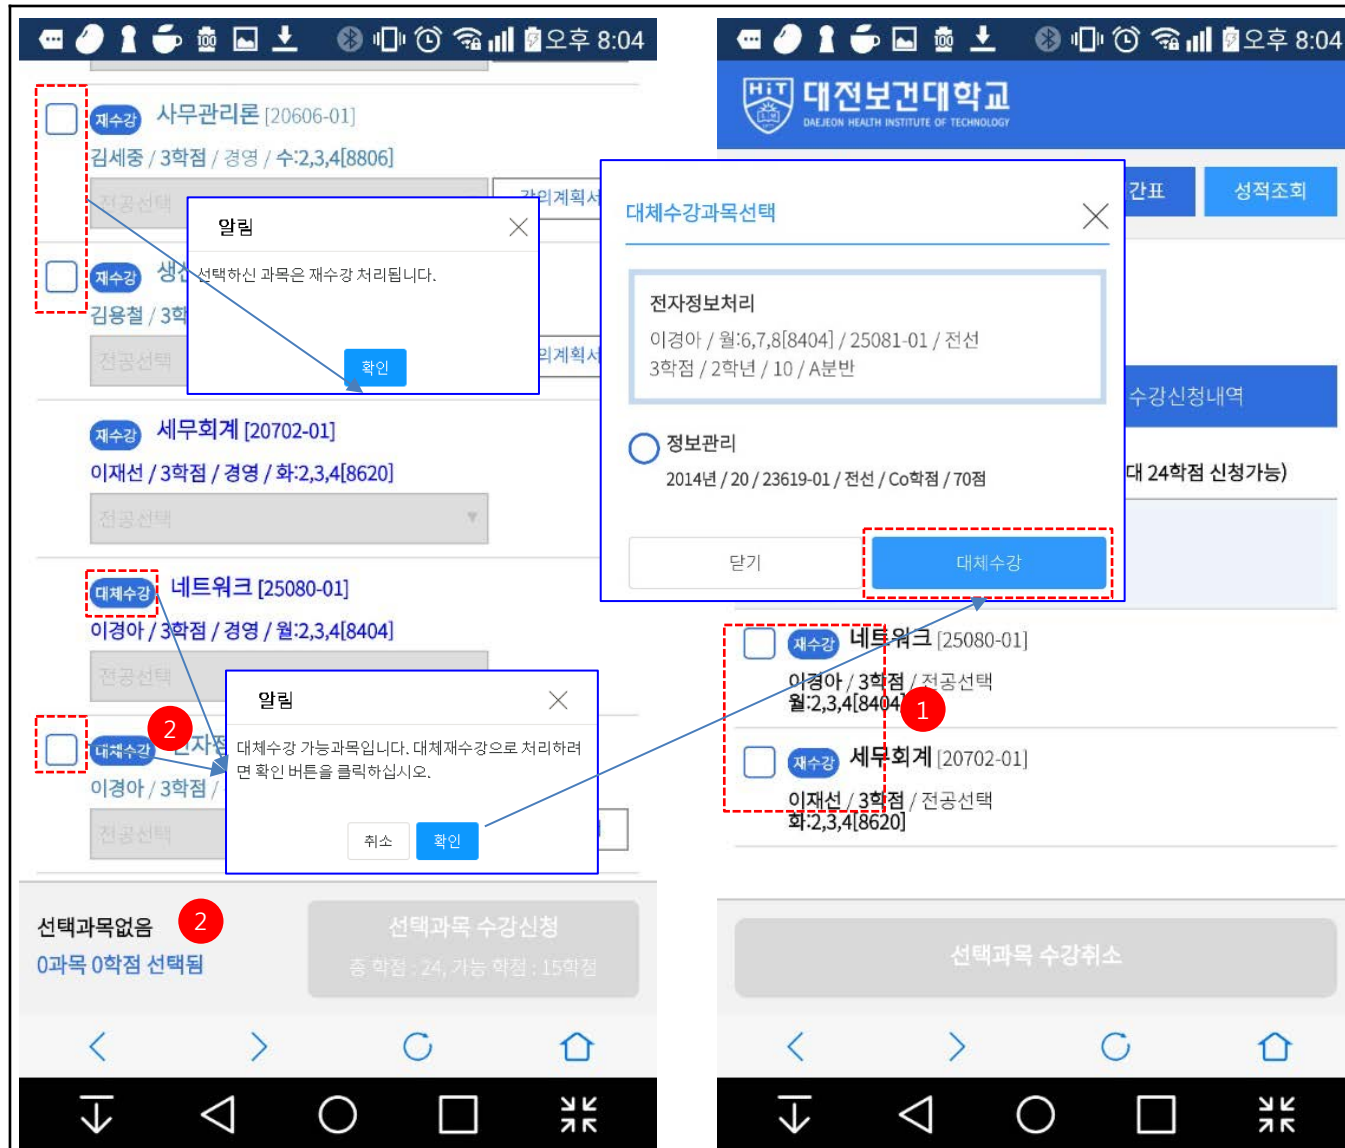 오후 8:04
재수강 사무관리론 [20606-01]
김세중 / 3학점 / 경영 / 수:2,3,4[8806]
전공선택
알림
선택하신 과목은 재수강 처리됩니다.
확인
재수강
김용철 /
전공선택
재수강 세무회계 [20702-01]
이재선 / 3학점 / 경영 / 화:2,3,4[8620]
전공선택
대체수강 네트워크 [25080-01]
이경아 / 3학점 / 경영 / 월:2,3,4[8404]
전공선택
알림
대체수강 가능과목입니다. 대체재수강으로 처리하려
면 확인 버튼을 클릭하십시오.
취소 확인
2
대체수강
이경아 / 3학점 /
전공선택
선택과목없음 2
0과목 0학점 선택됨
선택과목 수강신청
총 학점 : 24, 가능 학점 : 15학점
오후 8:04
HiT 대전보건대학교
DAEJEON HEALTH INSTITUTE OF TECHNOLOGY
간표 성적조회
대체수강과목선택
전자정보처리
이경아 / 월:6,7,8[8404] / 25081-01 / 전선
3학점 / 2학년 / 10 / A분반
정보관리
2014년 / 20 / 23619-01 / 전선 / Co학점 / 70점
닫기 대체수강
수강신청내역
대 24학점 신청가능)
재수강 네트워크 [25080-01]
이경아 / 3학점 / 전공선택
월:2,3,4[8404]
1
재수강 세무회계 [20702-01]
이재선 / 3학점 / 전공선택
화:2,3,4[8620]
선택과목 수강취소